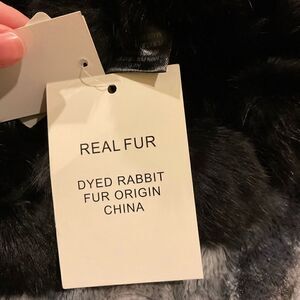 REAL FUR
DYED RABBIT
FUR ORIGIN
CHINA